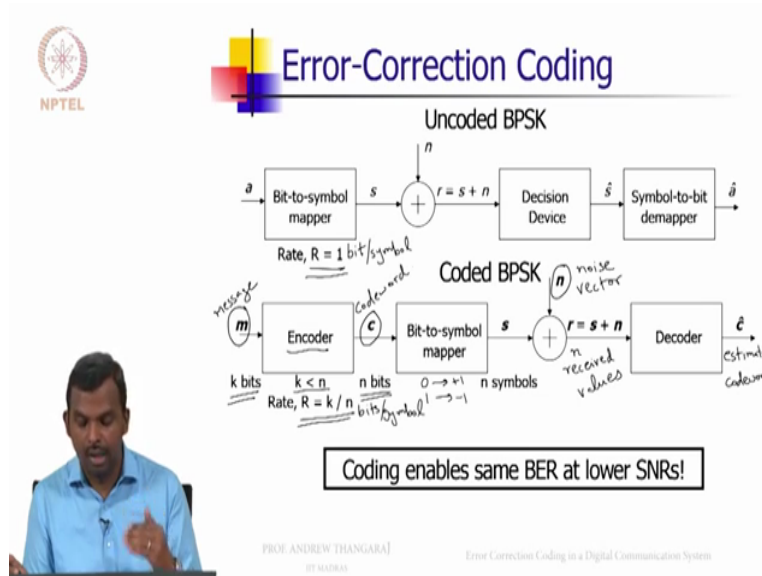 NPTEL
Error-Correction Coding
Uncoded BPSK
n
a
Bit-to-symbol
mapper
s
+
r = s + n
Decision
Device
ŝ
Symbol-to-bit
demapper
â
Rate, R = 1 bit/symbol
Coded BPSK
message
m
Encoder
codeword
c
Bit-to-symbol
mapper
s
n noise
vector
+
r = s + n
n
received
values
Decoder
ĉ
estimat
codewor
k bits
k < n
n bits
0 → +1
1 → -1
n symbols
Rate, R = k / n bits/symbol
Coding enables same BER at lower SNRs!
PROF. ANDREW THANGARAJ
IIT MADRAS
Error Correction Coding in a Digital Communication System